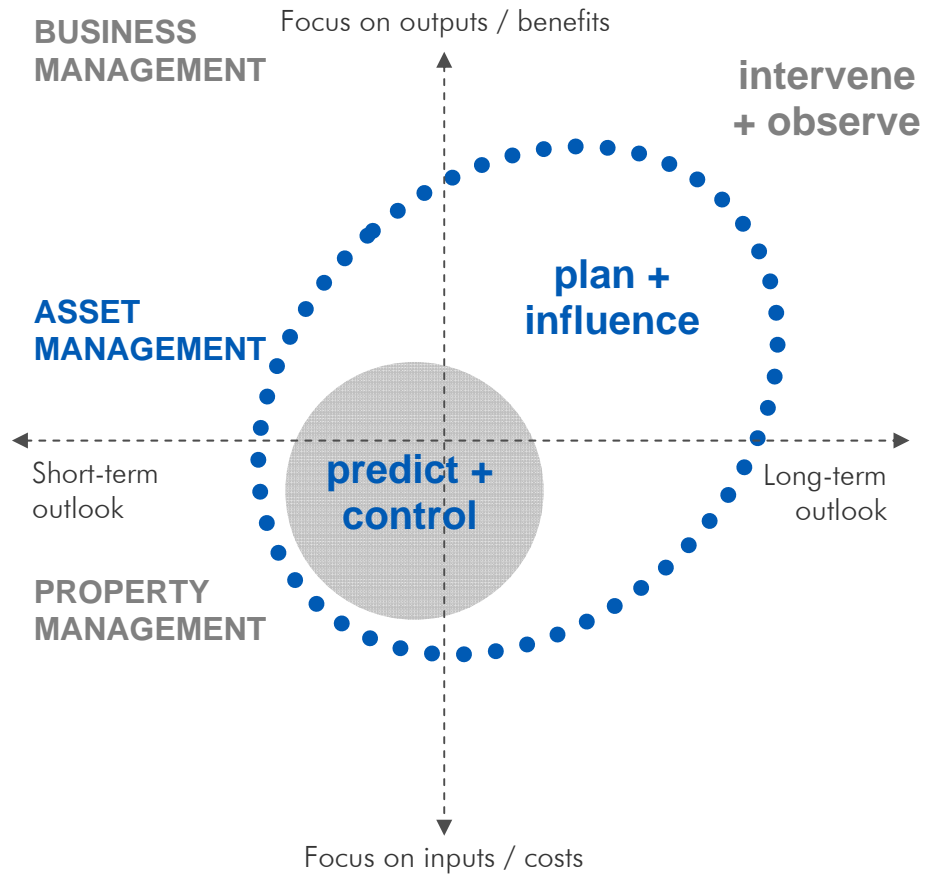 Focus on outputs / benefits
BUSINESS
MANAGEMENT
intervene
+ observe
plan +
influence
ASSET
MANAGEMENT
Short-term
outlook
predict +
control
Long-term
outlook
PROPERTY
MANAGEMENT
Focus on inputs / costs